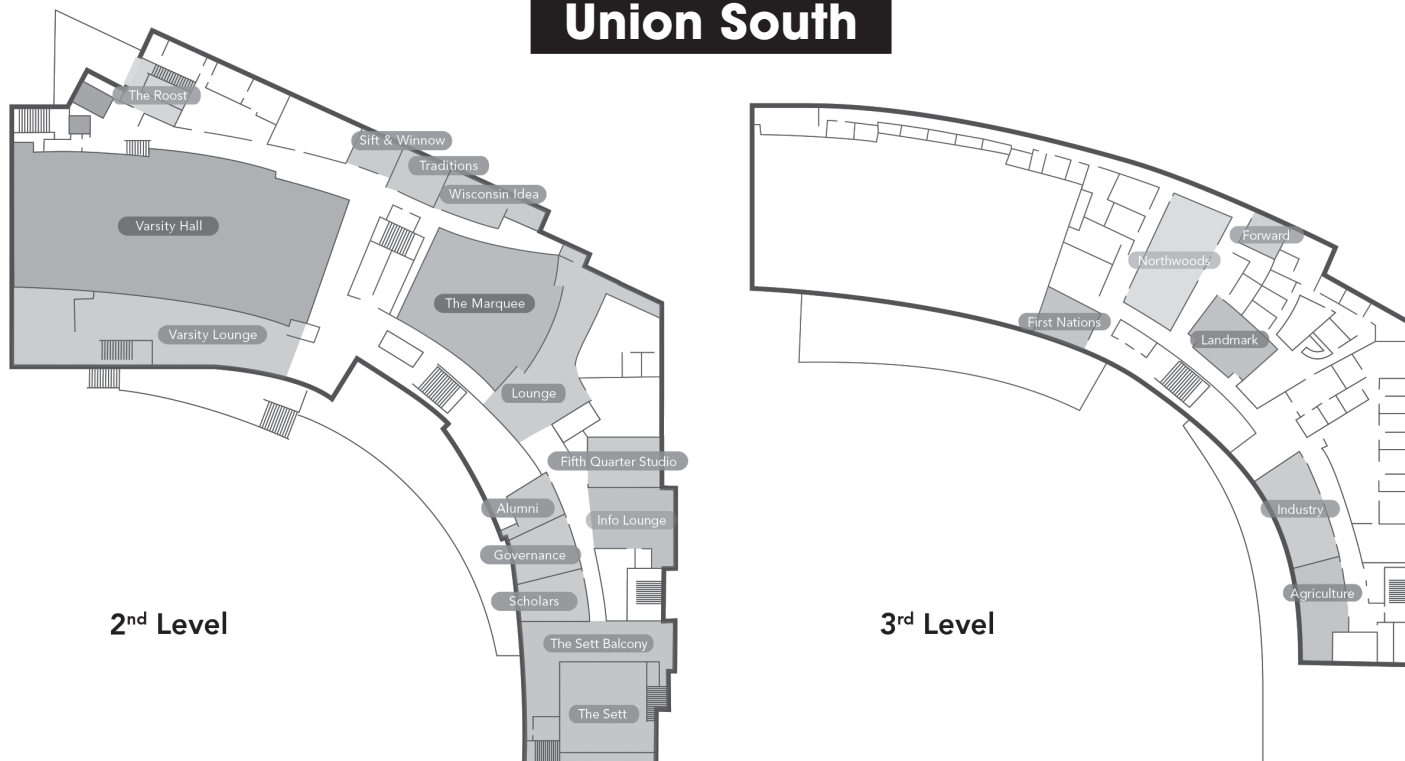 Union South
The Roost
Sift & Winnow
Traditions
Wisconsin Idea
Varsity Hall
The Marquee
Varsity Lounge
Lounge
Fifth Quarter Studio
Alumni
Info Lounge
Governance
Scholars
The Sett Balcony
The Sett
2nd Level
Forward
Northwoods
First Nations
Landmark
Industry
Agriculture
3rd Level